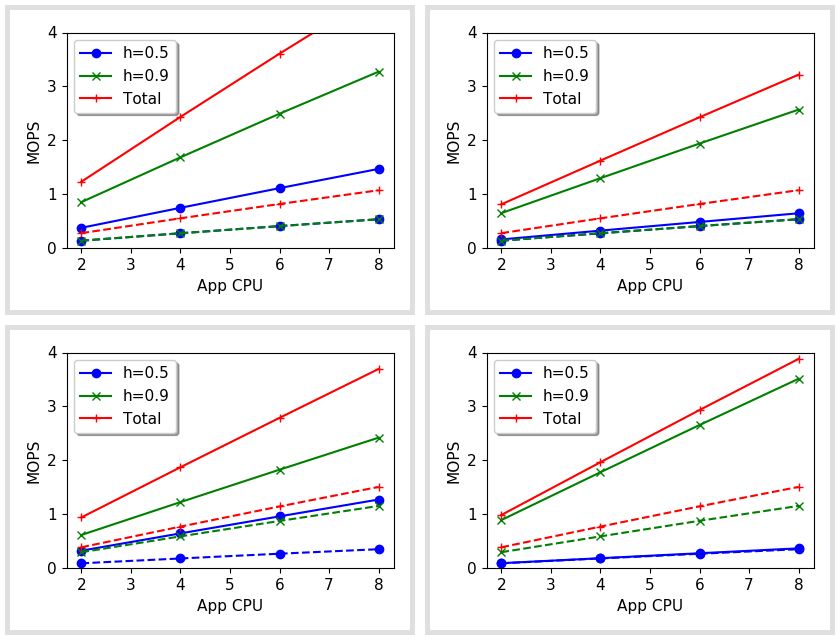 4
3
2
1
0
MOPS
h=0.5
h=0.9
Total
2 3 4 5 6 7 8
App CPU
4
3
2
1
0
MOPS
h=0.5
h=0.9
Total
2 3 4 5 6 7 8
App CPU
4
3
2
1
0
MOPS
h=0.5
h=0.9
Total
2 3 4 5 6 7 8
App CPU
4
3
2
1
0
MOPS
h=0.5
h=0.9
Total
2 3 4 5 6 7 8
App CPU